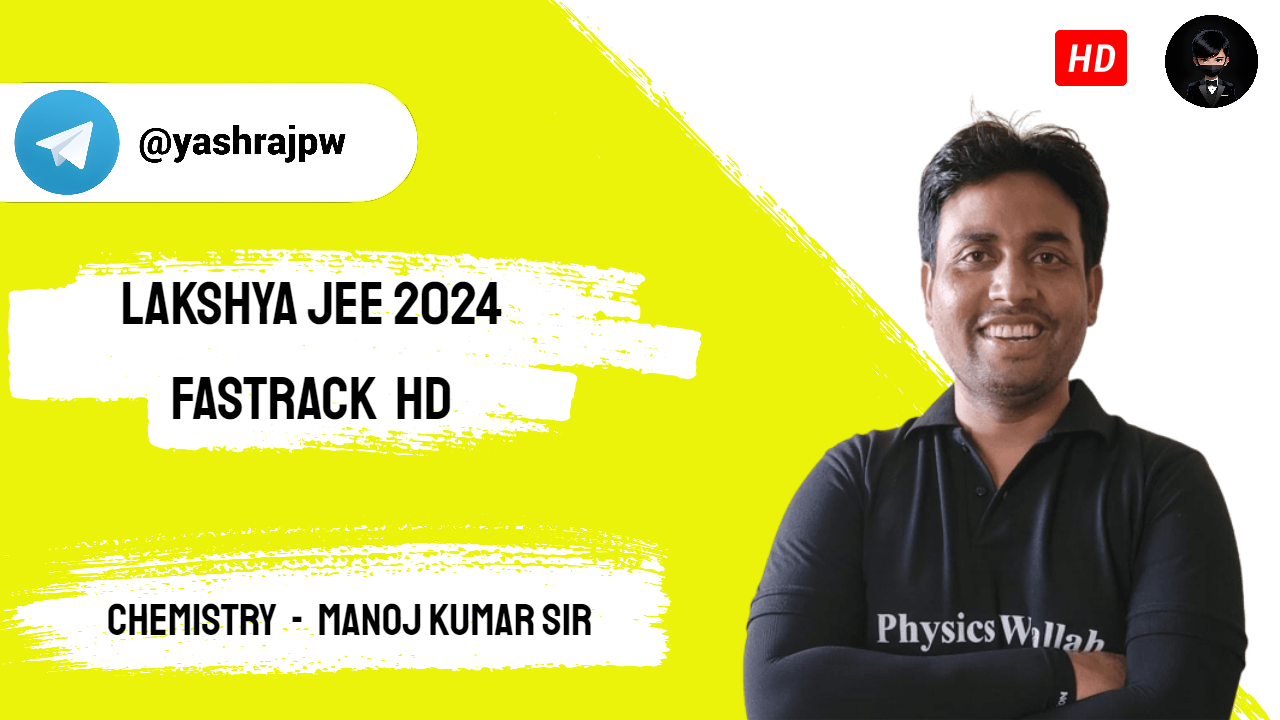 HD
@yashrajpw
LAKSHYA JEE 2024
FASTRACK HD
CHEMISTRY - MANOJ KUMAR SIR
Physics Wallah